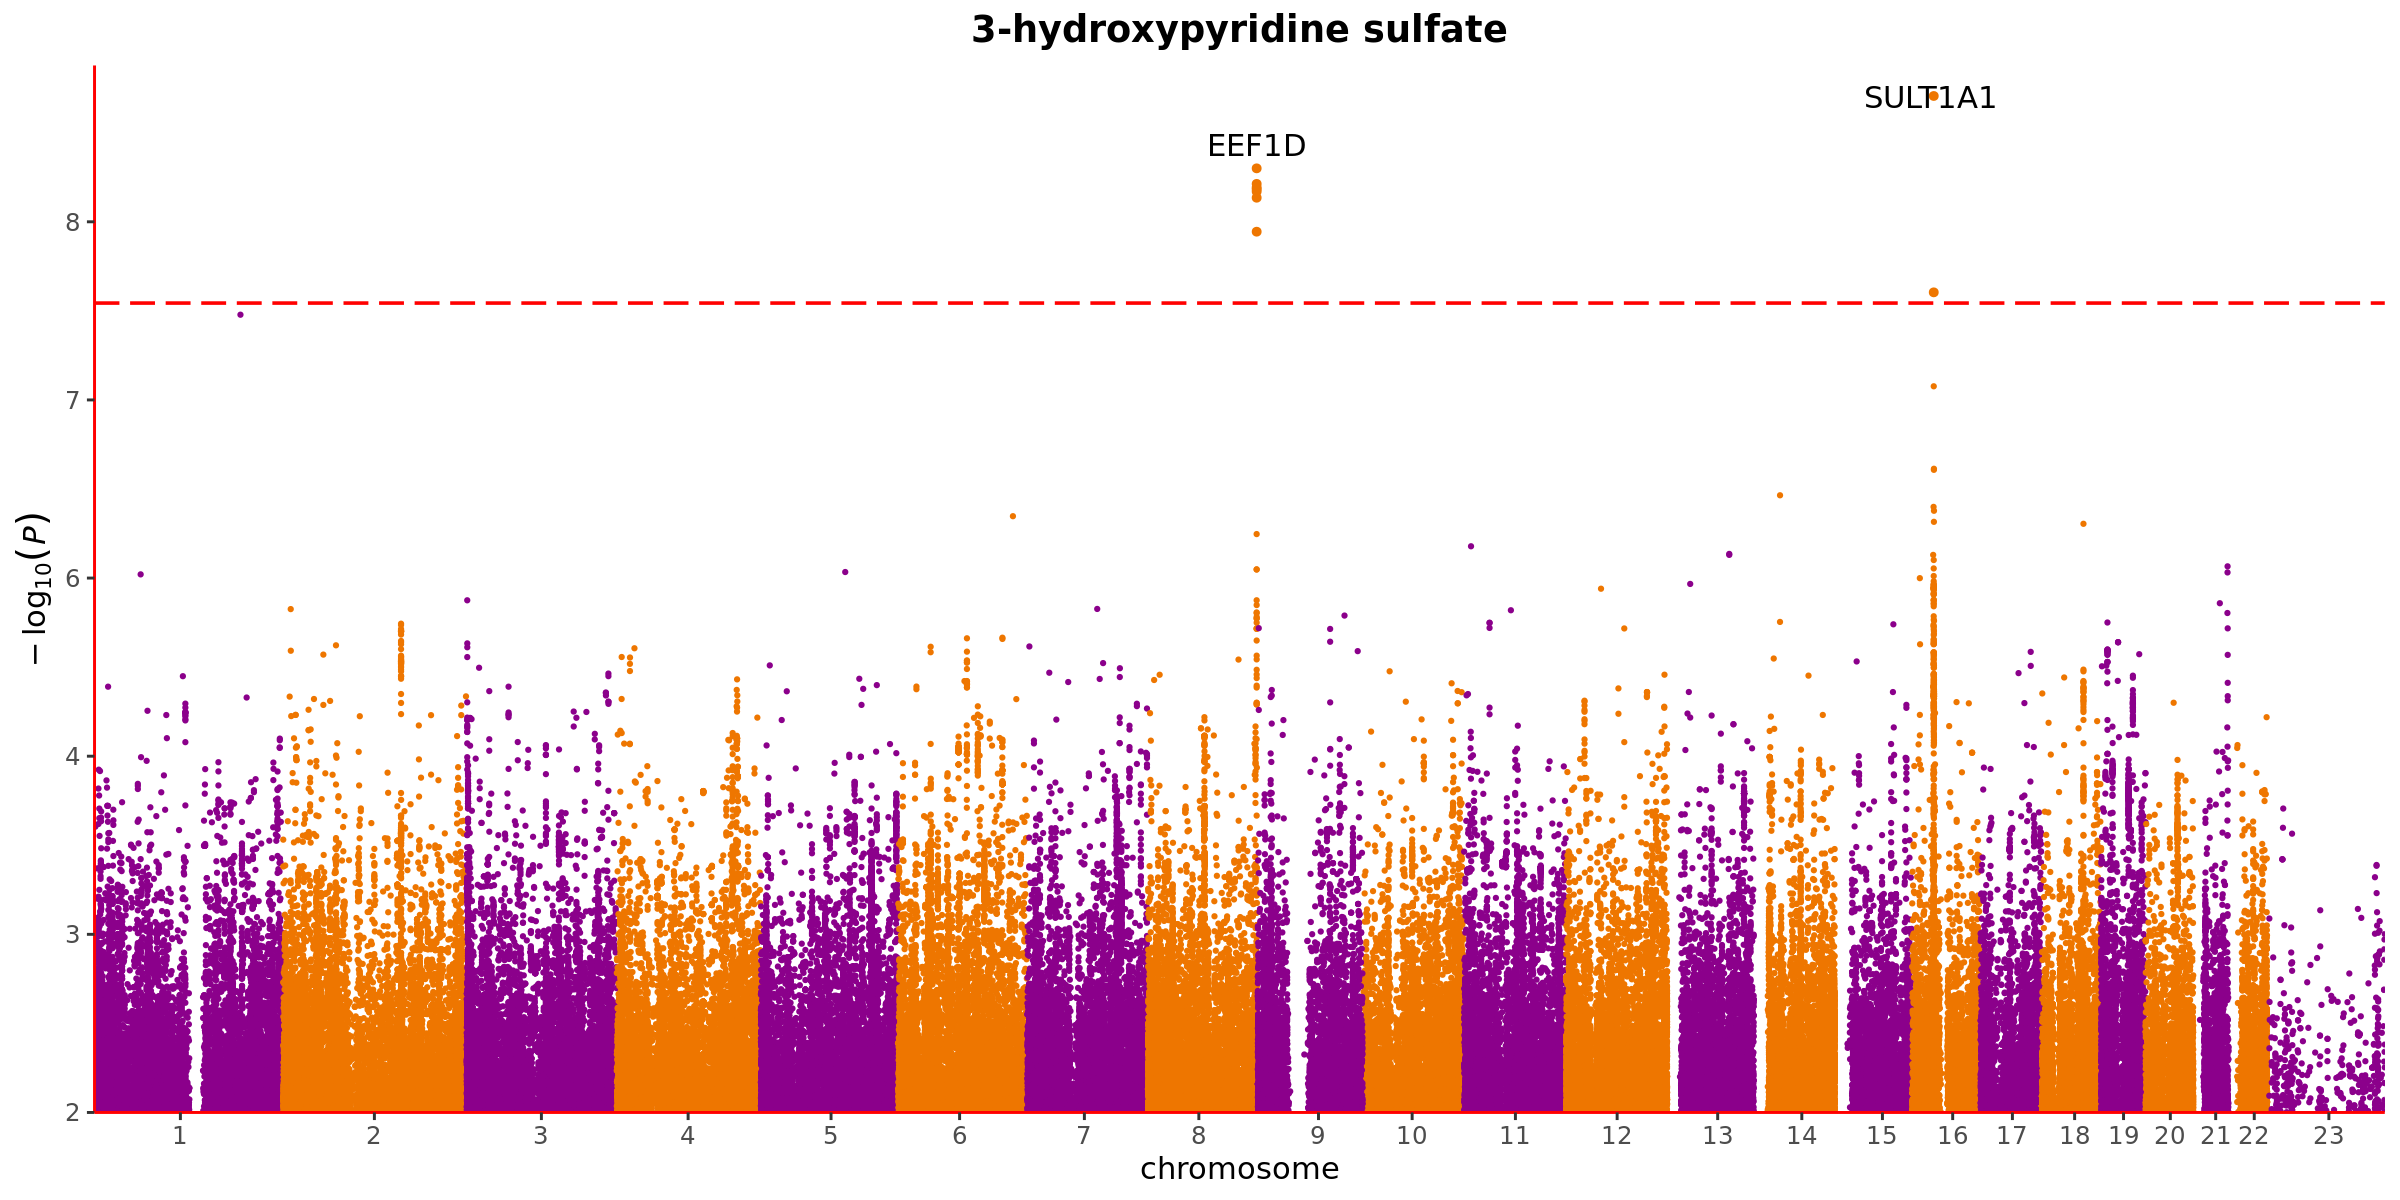 3-hydroxypyridine sulfate
SULT1A1
EEF1D
8
7
6
4
3
2
− log10(P)
1 2 3 4 5 6 7 8 9 10 11 12 13 14 15 16 17 18 19 20 21 22 23
chromosome